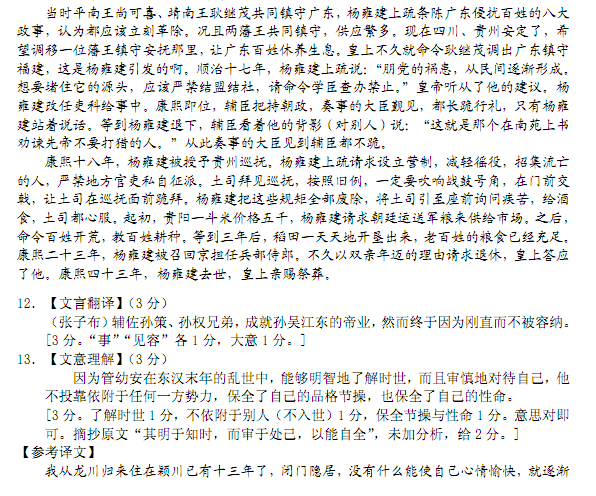 当时平南王尚可喜、靖南王耿继茂共同镇守广东，杨雍建上疏条陈广东侵扰百姓的八大
政事，认为都应该立刻革除。况且两藩王共同镇守，供应繁多。现在四川、贵州安定了，希
望调移一位藩王镇守安抚那里，让广东百姓休养生息。皇上不久就命令耿继茂调出广东镇守
福建，这是杨雍建引发的啊。顺治十七年，杨雍建上疏说：“朋党的祸患，从民间逐渐形成。
想要堵住它的源头，应该严禁结盟结社，请命令学臣查办禁止。”皇帝听从了他的建议。杨
雍建改任吏科给事中。康熙即位，辅臣把持朝政，奏事的大臣觐见，都长跪行礼，只有杨雍
建站着说话。等到杨雍建退下，辅臣看着他的背影（对别人）说：“这就是那个在南苑上书
劝谏先帝不要打猎的人。”从此奏事的大臣见到辅臣都不跪。
康熙十八年，杨雍建被授予贵州巡抚。杨雍建上疏请求设立营制，减轻徭役，招集流亡
的人，严禁地方官吏私自征派。土司拜见巡抚，按照旧例，一定要吹响战鼓号角，在门前交
戟，让土司在巡抚面前跪拜。杨雍建把这些规矩全部废除，将土司引至座前询问疾苦，给酒
食，土司都心服。起初，贵阳一斗米价格五千，杨雍建请求朝廷运送军粮来供给市场。之后，
命令百姓开荒，教百姓耕种。等到三年后，稻田一天天地开垦出来，老百姓的粮食已经充足。
康熙二十三年，杨雍建被召回京担任兵部侍郎。不久以双亲年迈的理由请求退休，皇上答应
了他。康熙四十三年，杨雍建去世，皇上亲赐祭葬。
12．【文言翻译】（3 分）
（张子布）辅佐孙策、孙权兄弟，成就孙吴江东的帝业，然而终于因为刚直而不被容纳。
[3 分。“事”“见容”各 1 分，大意 1 分。]
13．【文意理解】（3 分）
因为管幼安在东汉末年的乱世中，能够明智地了解时世，而且审慎地对待自己，他
不投靠依附于任何一方势力，保全了自己的品格节操，也保全了自己的性命。
[3 分。了解时世 1 分，不依附于别人（不入世）1 分，保全节操与性命 1 分。意思对即
可。摘抄原文“其明于知时，而审于处己，以能自全”，未加分析，给 2 分。]
【参考译文】
我从龙川归来住在颍川已有十三年了，闭门隐居，没有什么能使自己心情愉快，就逐渐